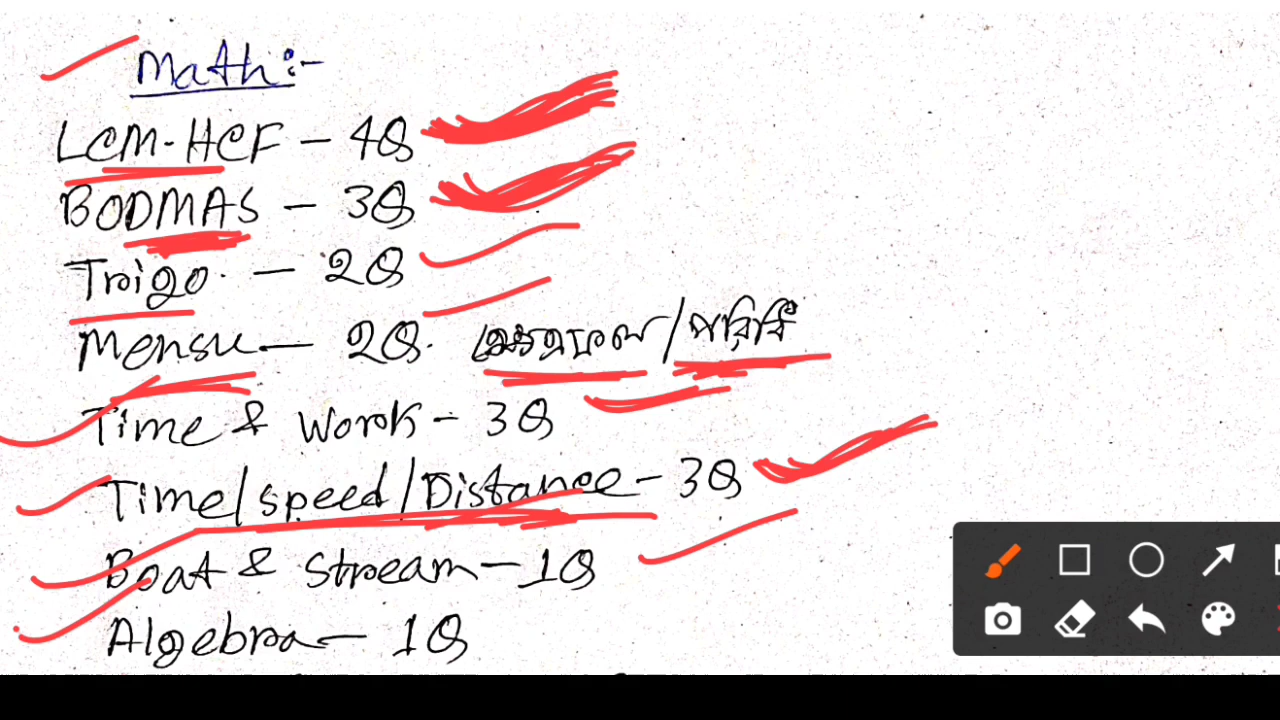 Math:-
LCM-HCF - 4Q
BODMAS - 3Q
Trigo. - 2Q
Mensu - 2Q. ক্ষেত্রফল/পরিধি
Time & Work - 3Q
Time/speed/Distance - 3Q
Boat & Stream - 1Q
Algebra - 1Q